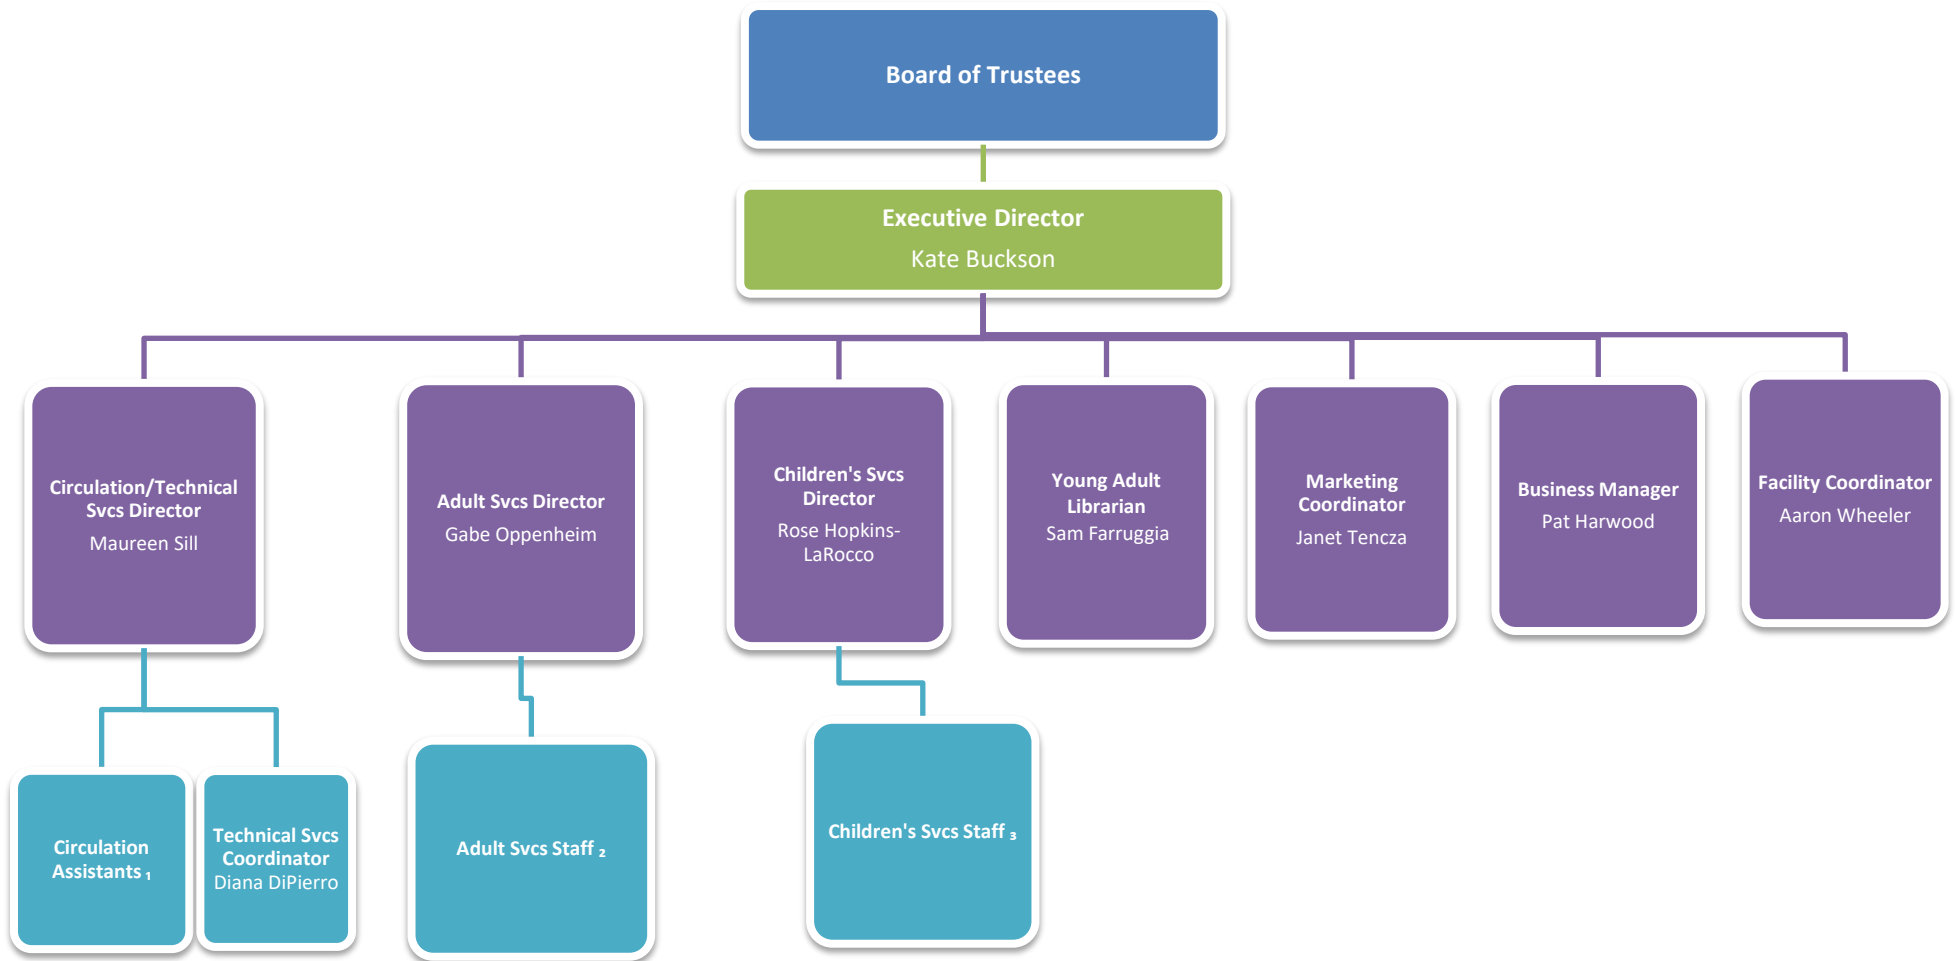 Board of Trustees
Executive Director
Kate Buckson
Circulation/Technical
Svcs Director
Maureen Sill
Adult Svcs Director
Gabe Oppenheim
Children's Svcs
Director
Rose Hopkins-
LaRocco
Young Adult
Librarian
Sam Farruggia
Marketing
Coordinator
Janet Tencza
Business Manager
Pat Harwood
Facility Coordinator
Aaron Wheeler
Circulation
Assistants ₁
Technical Svcs
Coordinator
Diana DiPierro
Adult Svcs Staff ₂
Children's Svcs Staff ₃